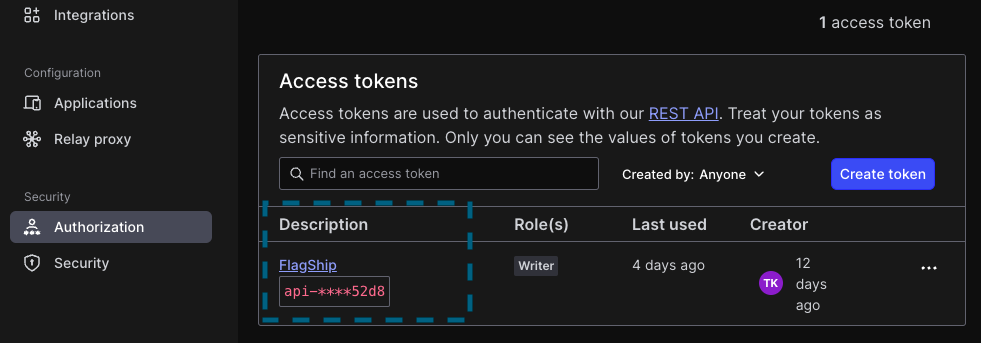 Integrations
Configuration
Applications
Relay proxy
Security
Authorization
Security
1 access token
Access tokens
Access tokens are used to authenticate with our REST API. Treat your tokens as
sensitive information. Only you can see the values of tokens you create.
Find an access token
Created by: Anyone
Create token
Description Role(s) Last used Creator
FlagShip
api-****52d8
Writer
4 days ago
TK
12
days
ago